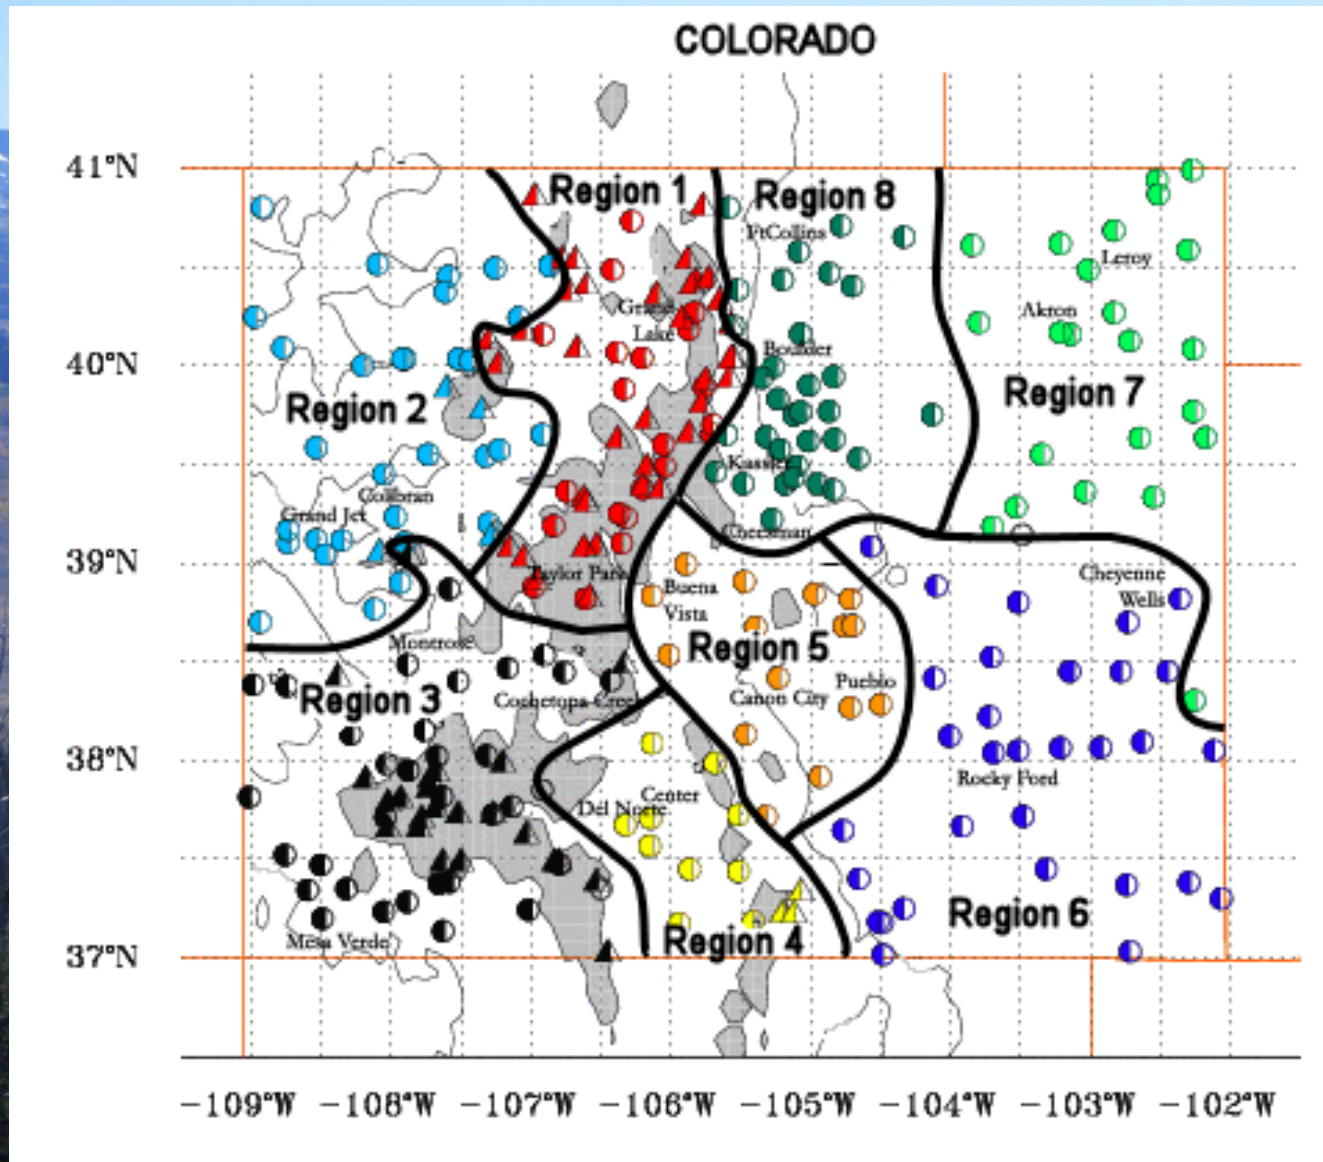 COLORADO
41°N
Region 1
Region 8
FtCollins
Leroy
Grand
Lake
Akron
40°N
Boulder
Region 7
Region 2
Kassler
Collbran
Grand Jct
Cheesman
39°N
Taylor Park
Buena
Vista
Cheyenne
Wells
Montrose
Region 5
Region 3
Cochetopa Creek
Canon City
Pueblo
38°N
Rocky Ford
Del Norte
Center
Mesa Verde
Region 4
Region 6
37°N
-109°W -108°W -107°W -106°W -105°W -104°W -103°W -102°W